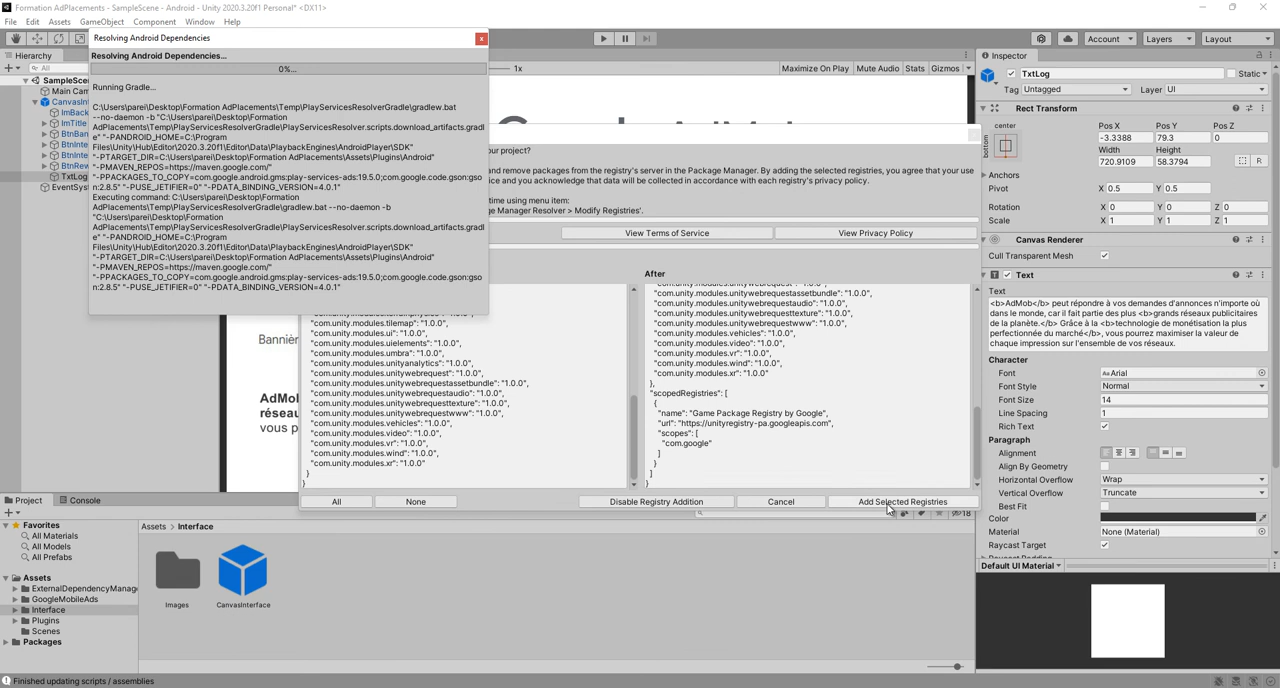 Formation AdPlacements - SampleScene - Android - Unity 2020.3.20f1 Personal* <DX11>
File Edit Assets GameObject Component Window Help
Account Layers Layout
Resolving Android Dependencies
Resolving Android Dependencies...
0%...
Running Gradle...
C:\Users\parei\Desktop\Formation AdPlacements\Temp\PlayServicesResolverGradle\gradlew.bat
--no-daemon -b "C:\Users\parei\Desktop\Formation
AdPlacements\Temp\PlayServicesResolverGradle\PlayServicesResolver.scripts.download_artifacts.gradl
e" "-PANDROID_HOME=C:\Program
Files\Unity\Hub\Editor\2020.3.20f1\Editor\Data\PlaybackEngines\AndroidPlayer\SDK"
"-PTARGET_DIR=C:\Users\parei\Desktop\Formation AdPlacements\Assets\Plugins\Android"
"-PMAVEN_REPOS=https://maven.google.com/"
"-PPACKAGES_TO_COPY=com.google.android.gms:play-services-ads:19.5.0;com.google.code.gson:gso
n:2.8.5" "-PUSE_JETIFIER=0" "-PDATA_BINDING_VERSION=4.0.1"
Executing command: C:\Users\parei\Desktop\Formation
AdPlacements\Temp\PlayServicesResolverGradle\gradlew.bat --no-daemon -b
"C:\Users\parei\Desktop\Formation
AdPlacements\Temp\PlayServicesResolverGradle\PlayServicesResolver.scripts.download_artifacts.gradl
e" "-PANDROID_HOME=C:\Program
Files\Unity\Hub\Editor\2020.3.20f1\Editor\Data\PlaybackEngines\AndroidPlayer\SDK"
"-PTARGET_DIR=C:\Users\parei\Desktop\Formation AdPlacements\Assets\Plugins\Android"
"-PMAVEN_REPOS=https://maven.google.com/"
"-PPACKAGES_TO_COPY=com.google.android.gms:play-services-ads:19.5.0;com.google.code.gson:gso
n:2.8.5" "-PUSE_JETIFIER=0" "-PDATA_BINDING_VERSION=4.0.1"
Hierarchy
All
SampleScen
Main Cam
CanvasIn
ImBack
ImTitle
BtnBan
BtnInte
BtnInte
BtnRew
TxtLog
EventSys
1x Maximize On Play Mute Audio Stats Gizmos
our project?
and remove packages from the registry's server in the Package Manager. By adding the selected registries, you agree that your use
ice and you acknowledge that data will be collected in accordance with each registry's privacy policy.
time using menu item:
ge Manager Resolver > Modify Registries'.
View Terms of Service View Privacy Policy
"com.unity.modules.tilemap": "1.0.0",
"com.unity.modules.ui": "1.0.0",
"com.unity.modules.uielements": "1.0.0",
"com.unity.modules.umbra": "1.0.0",
"com.unity.modules.unityanalytics": "1.0.0",
"com.unity.modules.unitywebrequest": "1.0.0",
"com.unity.modules.unitywebrequestassetbundle": "1.0.0",
"com.unity.modules.unitywebrequestaudio": "1.0.0",
"com.unity.modules.unitywebrequesttexture": "1.0.0",
"com.unity.modules.unitywebrequestwww": "1.0.0",
"com.unity.modules.vehicles": "1.0.0",
"com.unity.modules.video": "1.0.0",
"com.unity.modules.vr": "1.0.0",
"com.unity.modules.wind": "1.0.0",
"com.unity.modules.xr": "1.0.0"
}
}
After
"com.unity.modules.unitywebrequest": "1.0.0",
"com.unity.modules.unitywebrequestassetbundle": "1.0.0",
"com.unity.modules.unitywebrequestaudio": "1.0.0",
"com.unity.modules.unitywebrequesttexture": "1.0.0",
"com.unity.modules.unitywebrequestwww": "1.0.0",
"com.unity.modules.vehicles": "1.0.0",
"com.unity.modules.video": "1.0.0",
"com.unity.modules.vr": "1.0.0",
"com.unity.modules.wind": "1.0.0",
"com.unity.modules.xr": "1.0.0"
},
"scopedRegistries": [
{
"name": "Game Package Registry by Google",
"url": "https://unityregistry-pa.googleapis.com",
"scopes": [
"com.google"
]
}
]
}
All None Disable Registry Addition Cancel Add Selected Registries
Bannièr
AdMob
réseau
vous p
Inspector
TxtLog Static
Tag Untagged Layer UI
Rect Transform
center
bottom
Pos X Pos Y Pos Z
-3.3388 79.3 0
Width Height
720.9109 58.3794
R
Anchors
Pivot X 0.5 Y 0.5
Rotation X 0 Y 0 Z 0
Scale X 1 Y 1 Z 1
Canvas Renderer
Cull Transparent Mesh
Text
Text
<b>AdMob</b> peut répondre à vos demandes d'annonces n'importe où
dans le monde, car il fait partie des plus <b>grands réseaux publicitaires
de la planète.</b> Grâce à la <b>technologie de monétisation la plus
perfectionnée du marché</b>, vous pourrez maximiser la valeur de
chaque impression sur l'ensemble de vos réseaux.
Character
Font Arial
Font Style Normal
Font Size 14
Line Spacing 1
Rich Text
Paragraph
Alignment
Align By Geometry
Horizontal Overflow Wrap
Vertical Overflow Truncate
Best Fit
Color
Material None (Material)
Raycast Target
Default UI Material
Project Console
Favorites
All Materials
All Models
All Prefabs
Assets
ExternalDependencyManag
GoogleMobileAds
Interface
Plugins
Scenes
Packages
Assets > Interface
18
Images CanvasInterface
Finished updating scripts / assemblies